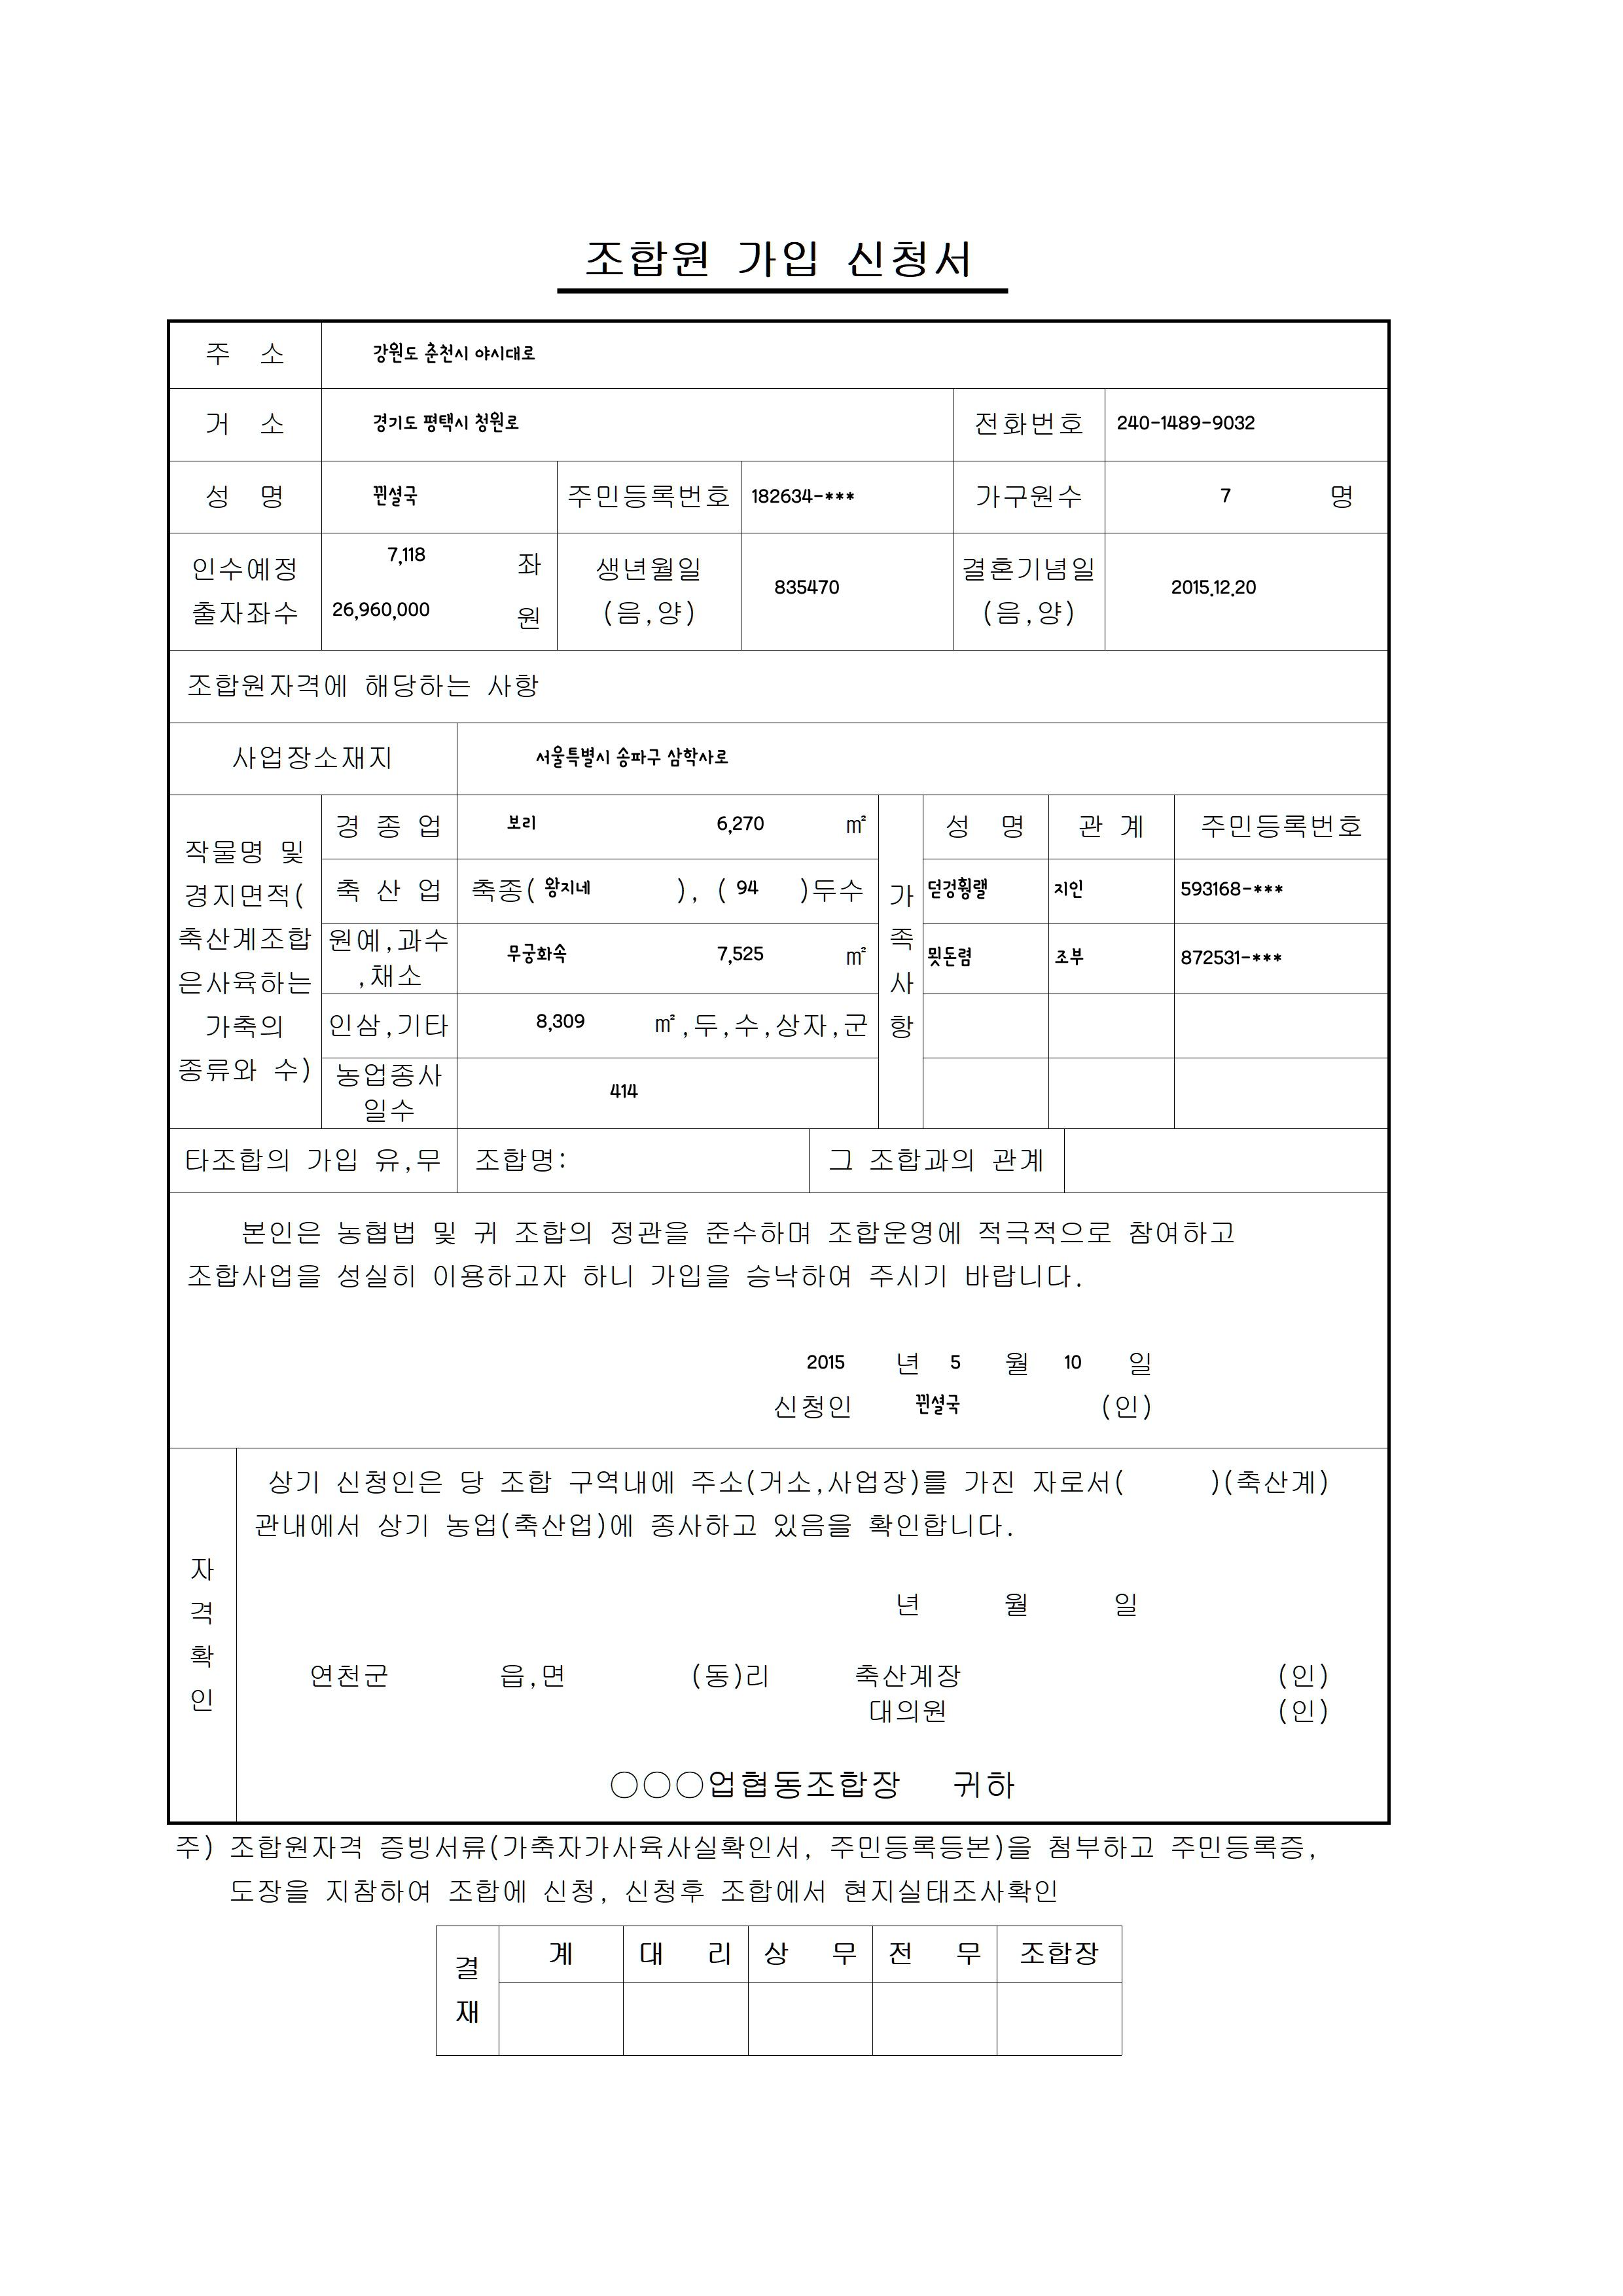 조합원 가입 신청서
주 소 강원도 춘천시 야시대로
거 소 경기도 평택시 청원로 전화번호 240-1489-9032
성 명 뀐셜국 주민등록번호 182634-*** 가구원수 7 명
인수예정 출자좌수 7,118 좌 26,960,000 원 생년월일 (음,양) 835470 결혼기념일 (음,양) 2015.12.20
조합원자격에 해당하는 사항
사업장소재지 서울특별시 송파구 삼학사로
작물명 및 경지면적( 축산계조합 은사육하는 가축의 종류와 수)
경 종 업 보리 6,270 ㎡
축 산 업 축종( 왕지네 ), ( 94 )두수
원예,과수 ,채소 무궁화속 7,525 ㎡
인삼,기타 8,309 ㎡,두,수,상자,군
농업종사 일수 414
가 족 사 항
성 명 관 계 주민등록번호
지인 593168-***
조부 872531-***
타조합의 가입 유,무 조합명: 그 조합과의 관계
본인은 농협법 및 귀 조합의 정관을 준수하며 조합운영에 적극적으로 참여하고
조합사업을 성실히 이용하고자 하니 가입을 승낙하여 주시기 바랍니다.
2015 년 5 월 10 일
신청인 뀐셜국 (인)
자 격 확 인
상기 신청인은 당 조합 구역내에 주소(거소,사업장)를 가진 자로서( )(축산계)
관내에서 상기 농업(축산업)에 종사하고 있음을 확인합니다.
년 월 일
연천군 읍,면 (동)리 축산계장 (인)
대의원 (인)
○○○업협동조합장 귀하
주) 조합원자격 증빙서류(가축자가사육사실확인서, 주민등록등본)을 첨부하고 주민등록증,
도장을 지참하여 조합에 신청, 신청후 조합에서 현지실태조사확인
결 재 계 대 리 상 무 전 무 조합장